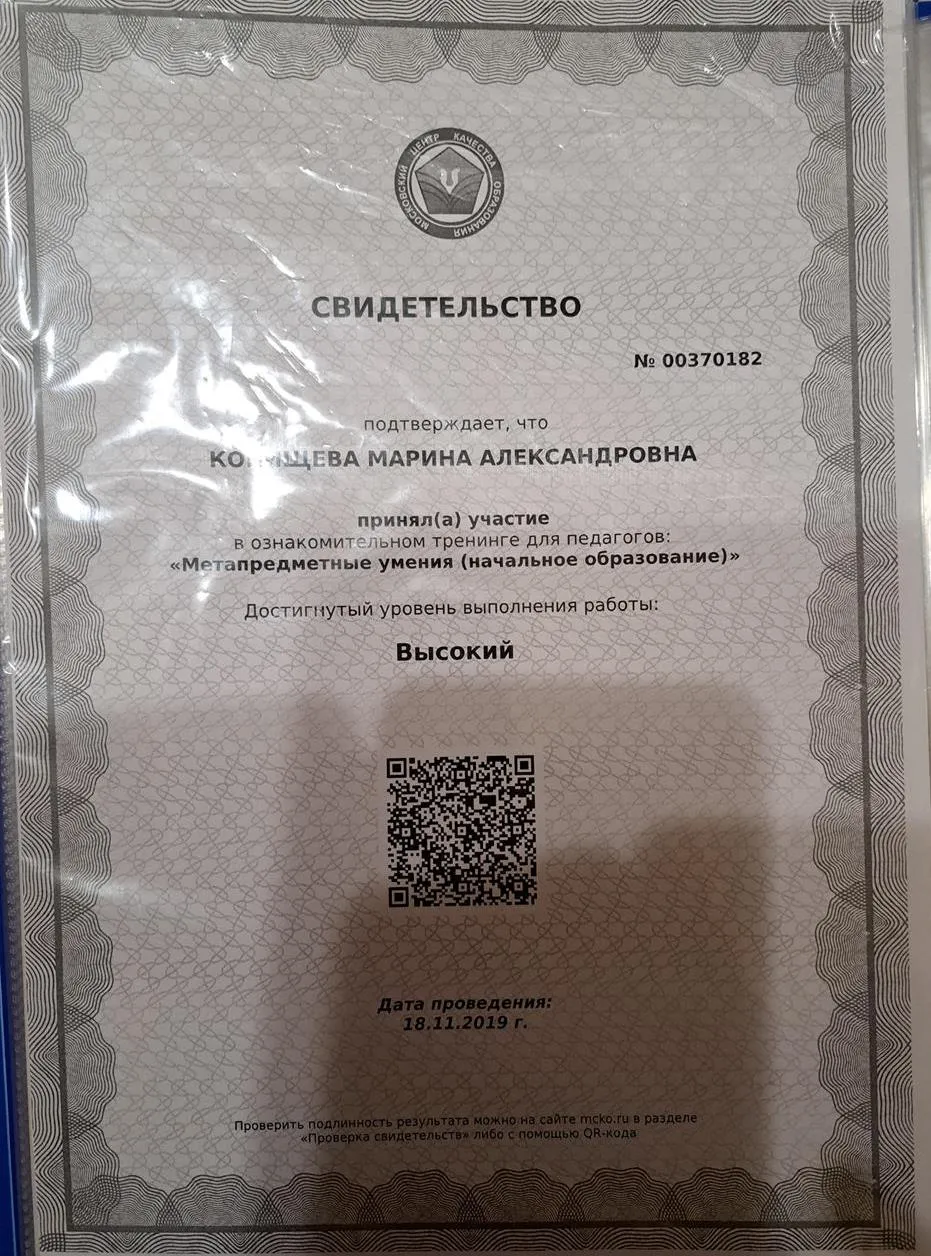 МОСКОВСКИЙ ЦЕНТР КАЧЕСТВА ОБРАЗОВАНИЯ
СВИДЕТЕЛЬСТВО
№ 00370182
подтверждает, что
МАРИНА АЛЕКСАНДРОВНА
принял(а) участие
в ознакомительном тренинге для педагогов:
«Метапредметные умения (начальное образование)»
Достигнутый уровень выполнения работы:
Высокий
Дата проведения:
18.11.2019 г.
Проверить подлинность результата можно на сайте mcko.ru в разделе
«Проверка свидетельств» либо с помощью QR-кода